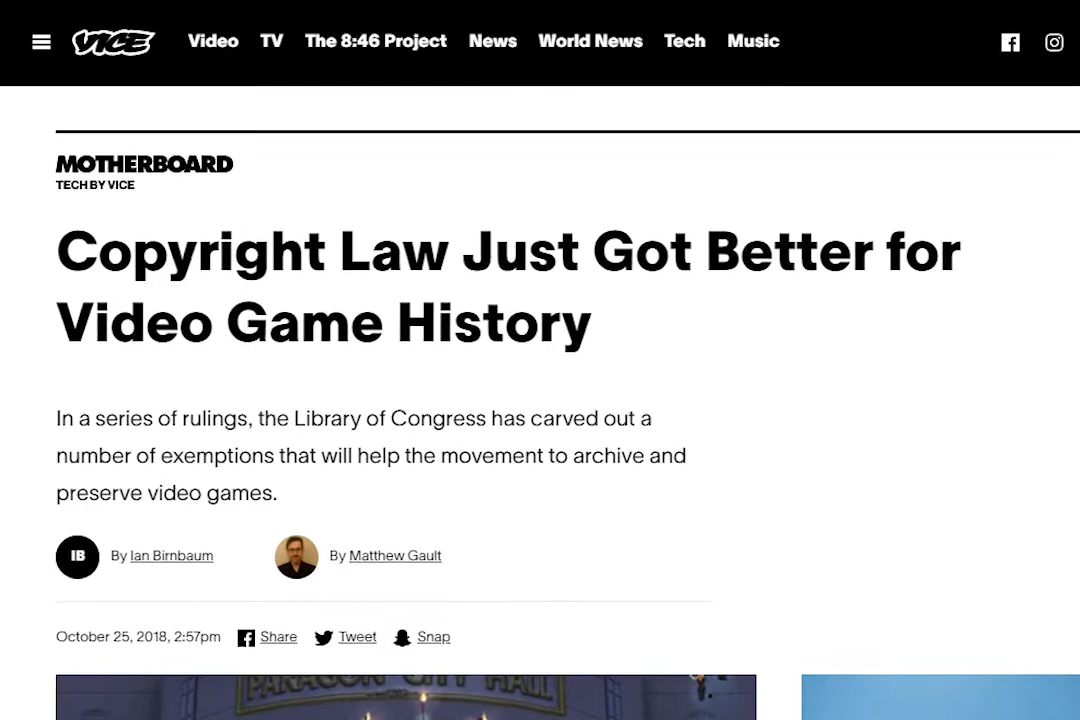 VICE Video TV The 8:46 Project News World News Tech Music
MOTHERBOARD
TECH BY VICE
Copyright Law Just Got Better for
Video Game History
In a series of rulings, the Library of Congress has carved out a
number of exemptions that will help the movement to archive and
preserve video games.
IB By Ian Birnbaum By Matthew Gault
October 25, 2018, 2:57pm Share Tweet Snap
PARAGON CITY HALL